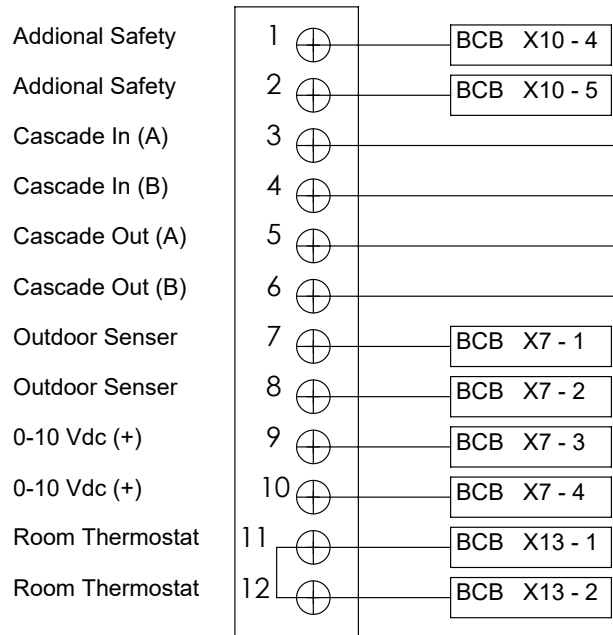 Addional Safety 1 BCB X10 - 4
Addional Safety 2 BCB X10 - 5
Cascade In (A) 3
Cascade In (B) 4
Cascade Out (A) 5
Cascade Out (B) 6
Outdoor Senser 7 BCB X7 - 1
Outdoor Senser 8 BCB X7 - 2
0-10 Vdc (+) 9 BCB X7 - 3
0-10 Vdc (+) 10 BCB X7 - 4
Room Thermostat 11 BCB X13 - 1
Room Thermostat 12 BCB X13 - 2